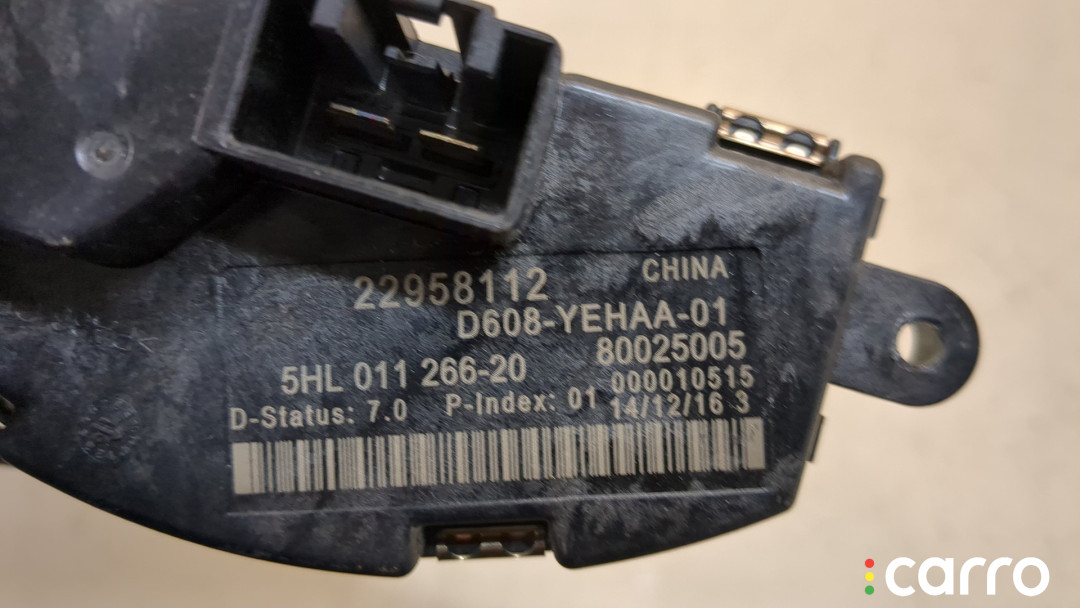 22958112 CHINA
D608-YEHAA-01
5HL 011 266-20 80025005
000010515
D-Status: 7.0 P-Index: 01 14/12/16 3
carro